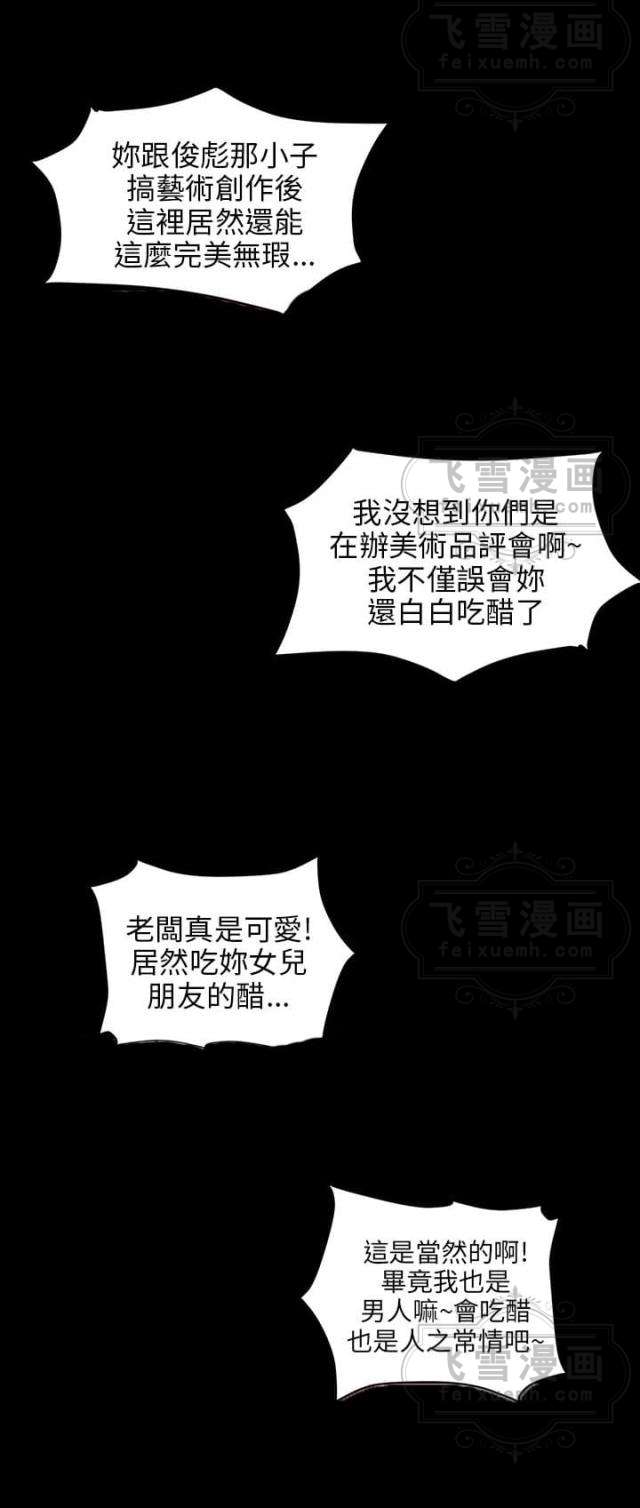 飞雪漫画
feixuemh.com
妳跟俊彪那小子
搞藝術創作後
這裡居然還能
這麼完美無瑕...
飞雪漫画
feixuemh.com
我沒想到你們是
在辦美術品評會啊~
我不僅誤會妳
還白白吃醋了
老闆真是可愛!
居然吃妳女兒
朋友的醋...
飞雪漫画
feixuemh.com
這是當然的啊!
畢竟我也是
男人嘛~會吃醋
也是人之常情吧~
飞雪漫画
feixuemh.com